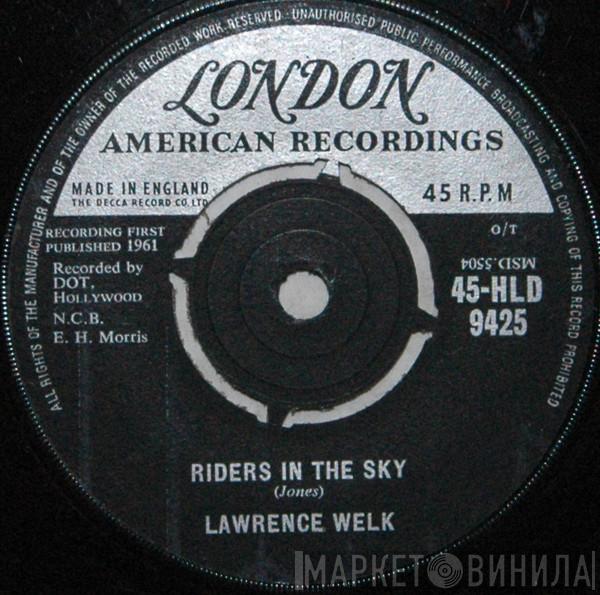 ALL RIGHTS OF THE MANUFACTURER AND OF THE OWNER OF THE RECORDED WORK RESERVED · UNAUTHORISED PUBLIC PERFORMANCE BROADCASTING AND COPYING OF THIS RECORD PROHIBITED
LONDON
AMERICAN RECORDINGS
MADE IN ENGLAND
THE DECCA RECORD CO. LTD.
45 R.P.M
RECORDING FIRST
PUBLISHED 1961
O/T
Recorded by
DOT,
HOLLYWOOD
MSD.5504
45-HLD
9425
N.C.B.
E. H. Morris
RIDERS IN THE SKY
(Jones)
LAWRENCE WELK
МАРКЕТ ВИНИЛА